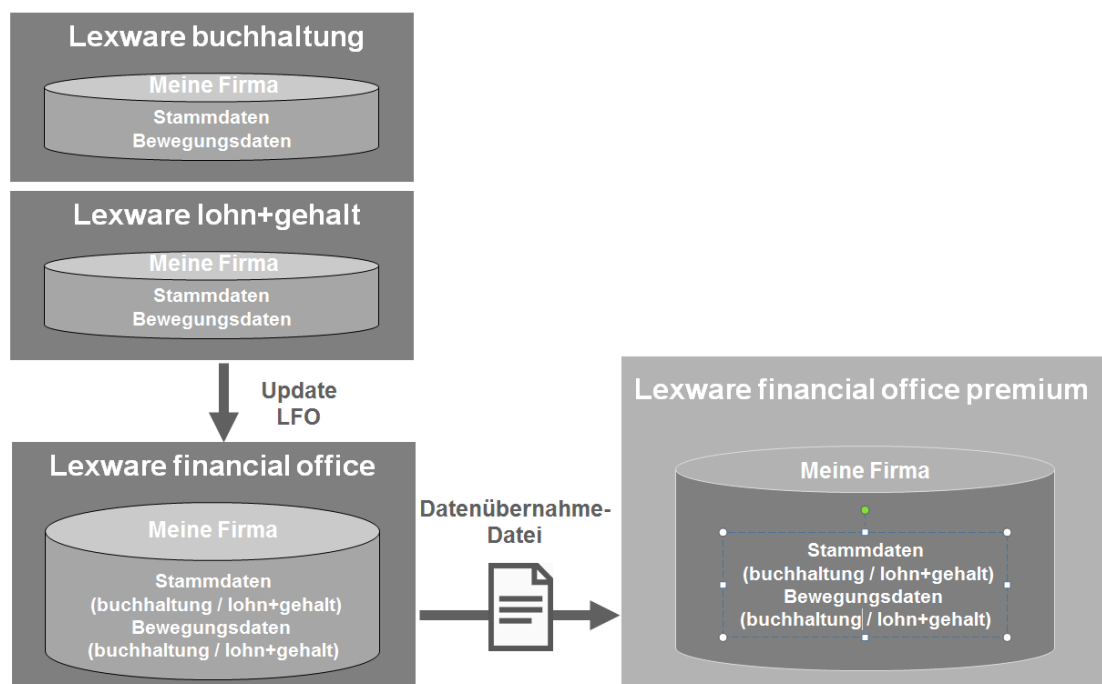 Lexware buchhaltung
Meine Firma
Stammdaten
Bewegungsdaten
Lexware lohn+gehalt
Meine Firma
Stammdaten
Bewegungsdaten
Update
LFO
Lexware financial office
Meine Firma
Stammdaten
(buchhaltung / lohn+gehalt)
Bewegungsdaten
(buchhaltung / lohn+gehalt)
Datenübernahme-
Datei
Lexware financial office premium
Meine Firma
Stammdaten
(buchhaltung / lohn+gehalt)
Bewegungsdaten
(buchhaltung / lohn+gehalt)